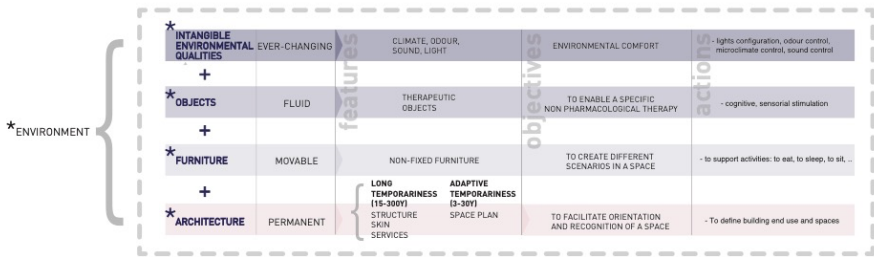 *INTANGIBLE
ENVIRONMENTAL
QUALITIES
EVER-CHANGING
CLIMATE, ODOUR,
SOUND, LIGHT
ENVIRONMENTAL COMFORT
- lights configuration, odour control,
microclimate control, sound control
+
*OBJECTS
FLUID
THERAPEUTIC
OBJECTS
TO ENABLE A SPECIFIC
NON PHARMACOLOGICAL THERAPY
- cognitive, sensorial stimulation
*ENVIRONMENT
+
*FURNITURE
MOVABLE
NON-FIXED FURNITURE
TO CREATE DIFFERENT
SCENARIOS IN A SPACE
- to support activities: to eat, to sleep, to sit, ..
+
*ARCHITECTURE
PERMANENT
LONG
TEMPORARINESS
(15-300Y)
STRUCTURE
SKIN
SERVICES
ADAPTIVE
TEMPORARINESS
(3-30Y)
SPACE PLAN
TO FACILITATE ORIENTATION
AND RECOGNITION OF A SPACE
- To define building end use and spaces
features
objectives
actions